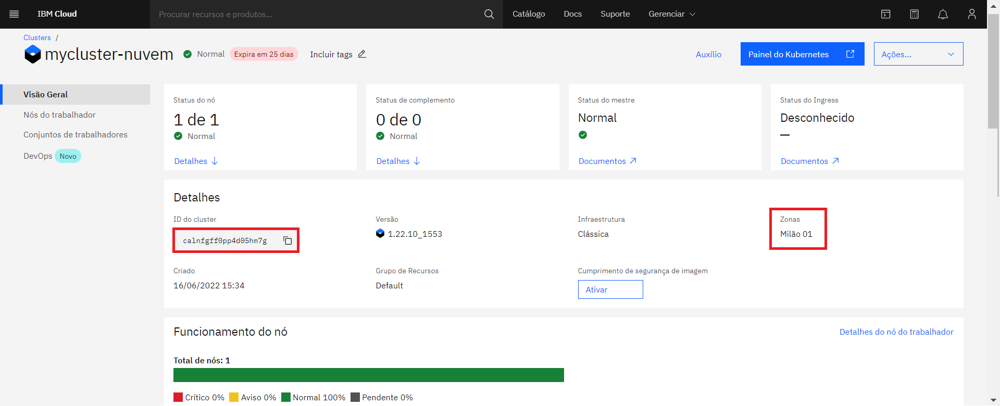 IBM Cloud
Procurar recursos e produtos...
Catálogo
Docs
Suporte
Gerenciar
Clusters /
mycluster-nuvem
Normal
Expira em 25 dias
Incluir tags
Auxílio
Painel do Kubernetes
Ações...
Visão Geral
Nós do trabalhador
Conjuntos de trabalhadores
DevOps Novo
Status do nó
1 de 1
Normal
Detalhes
Status de complemento
0 de 0
Normal
Detalhes
Status do mestre
Normal
Documentos
Status do Ingress
Desconhecido
Documentos
Detalhes
ID do cluster
calnfgff0pp4d05hm7g
Versão
1.22.10_1553
Infraestrutura
Clássica
Zonas
Milão 01
Criado
16/06/2022 15:34
Grupo de Recursos
Default
Cumprimento de segurança de imagem
Ativar
Funcionamento do nó
Detalhes do nó do trabalhador
Total de nós: 1
Crítico 0% Aviso 0% Normal 100% Pendente 0%